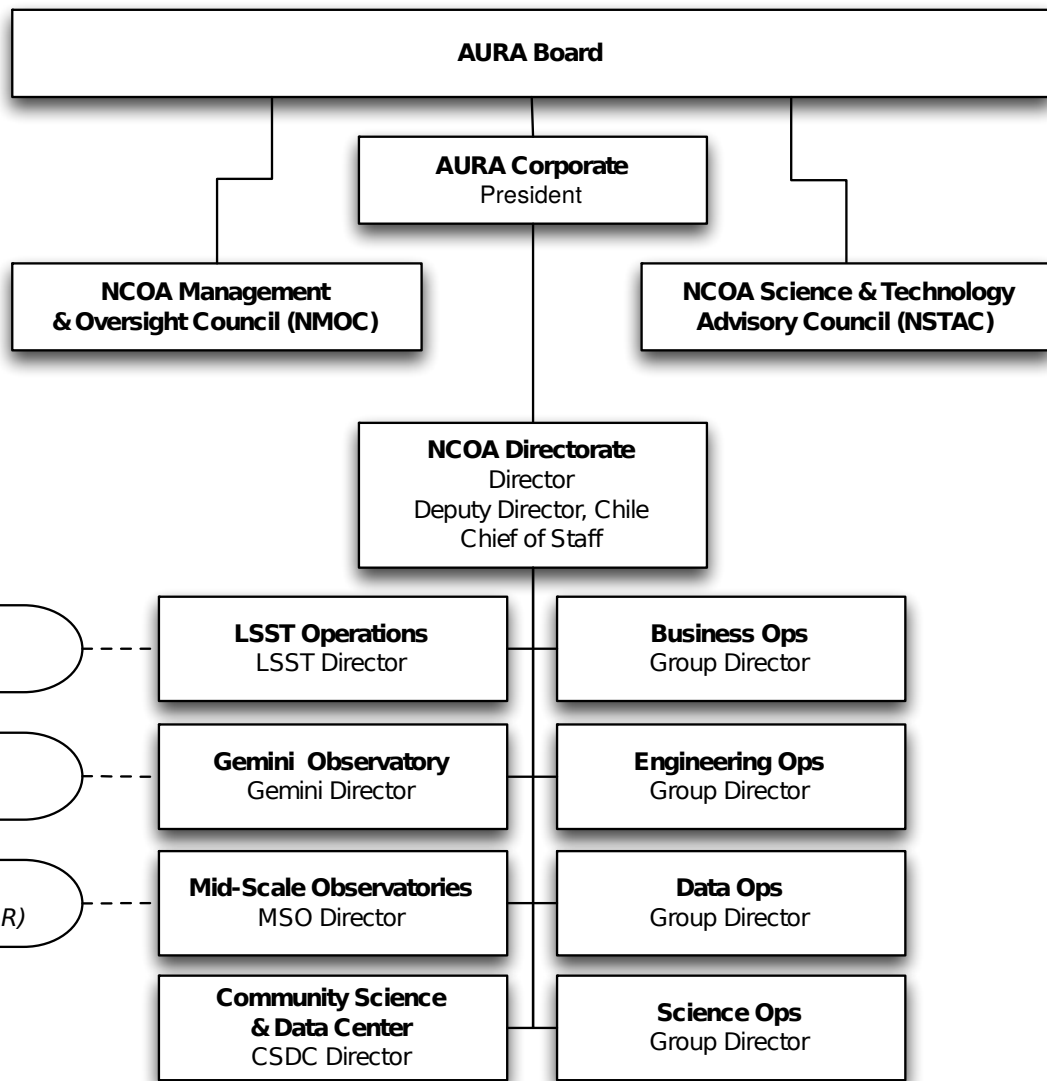 AURA Board
AURA Corporate
President
NCOA Management
& Oversight Council (NMOC)
NCOA Science & Technology
Advisory Council (NSTAC)
NCOA Directorate
Director
Deputy Director, Chile
Chief of Staff
LSST Operations
LSST Director
Business Ops
Group Director
Gemini Observatory
Gemini Director
Engineering Ops
Group Director
R)
Mid-Scale Observatories
MSO Director
Data Ops
Group Director
Community Science
& Data Center
CSDC Director
Science Ops
Group Director